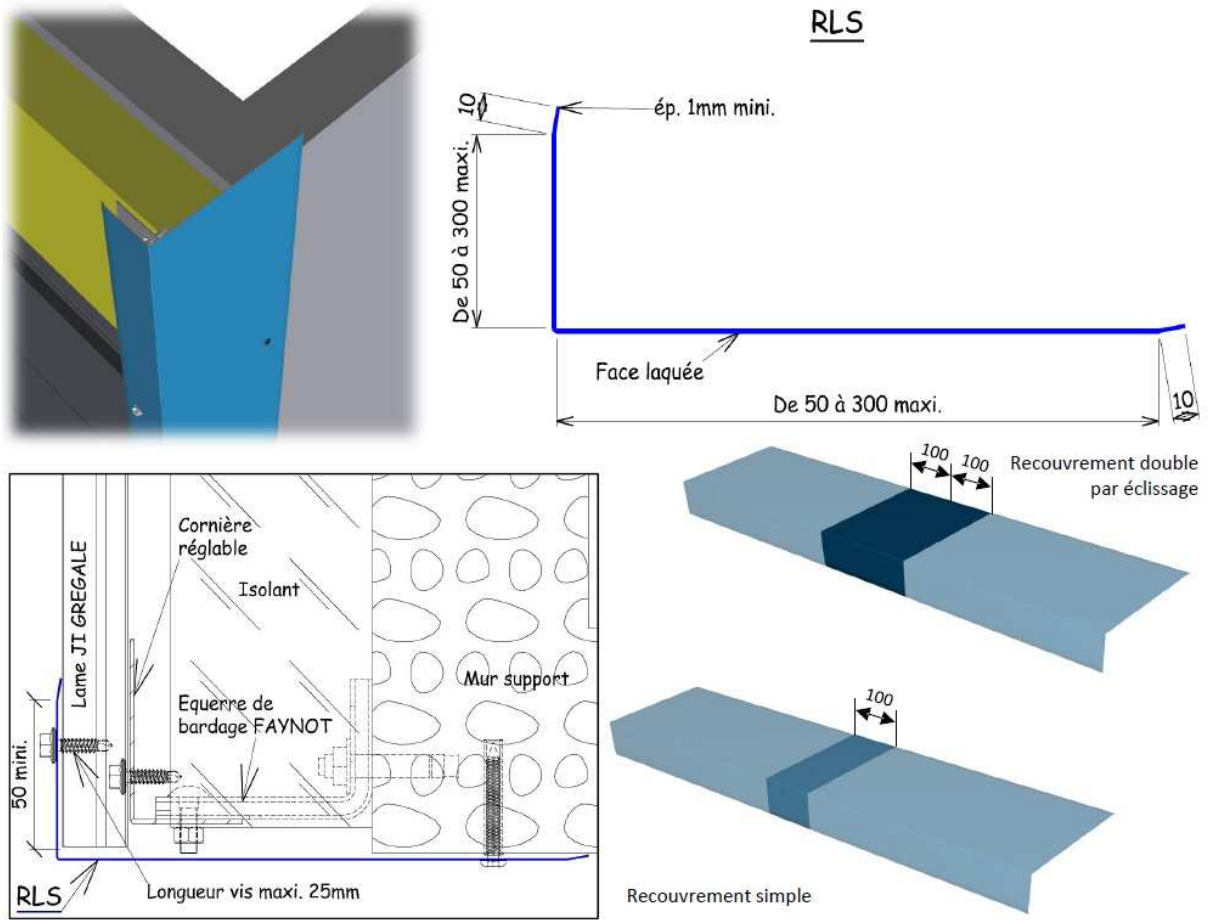 RLS
10
ép. 1mm mini.
De 50 à 300 maxi.
Face laquée
De 50 à 300 maxi.
10
Lame JI GREGALE
Cornière
réglable
Isolant
Mur support
Equerre de
bardage FAYNOT
50 mini.
RLS
Longueur vis maxi. 25mm
100
100
Recouvrement double
par éclissage
100
Recouvrement simple